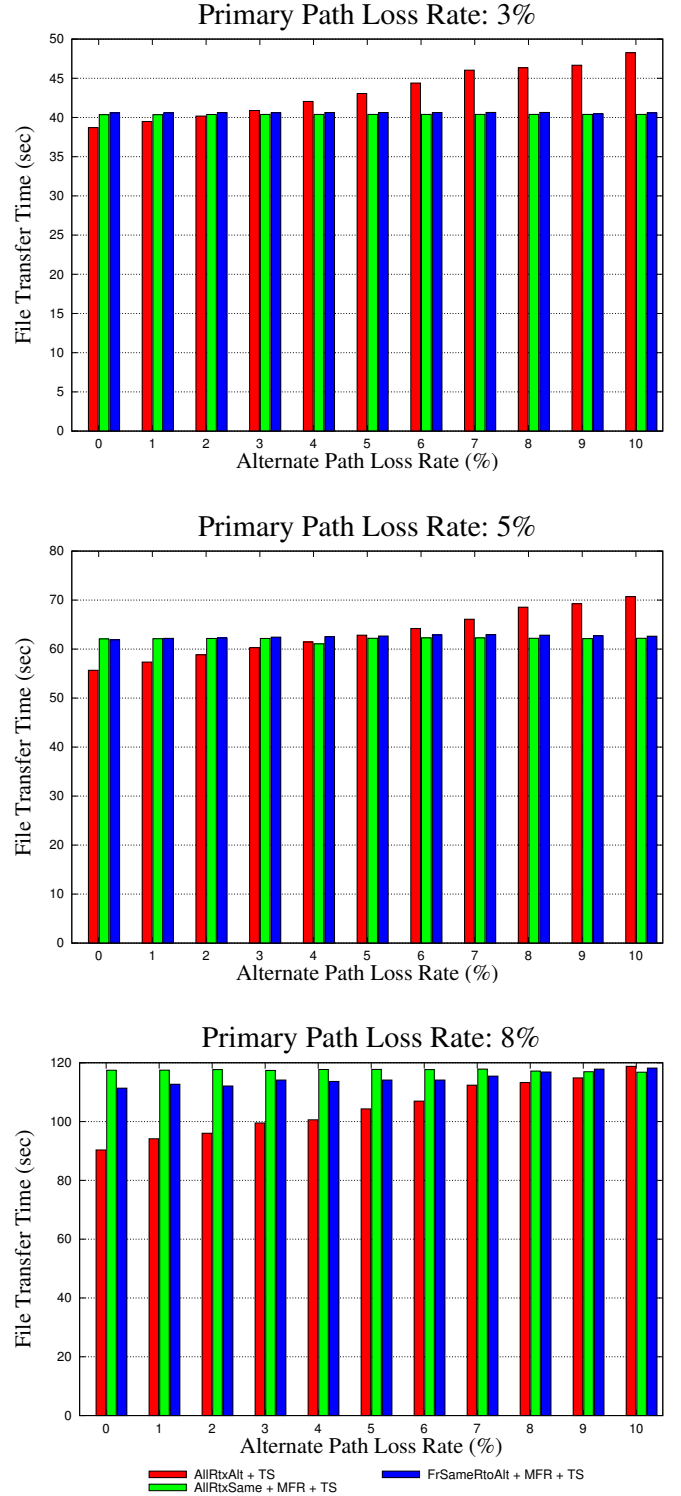 Primary Path Loss Rate: 3%
File Transfer Time (sec)
50
45
40
35
30
25
20
15
10
5
0
0 1 2 3 4 5 6 7 8 9 10
Alternate Path Loss Rate (%)
Primary Path Loss Rate: 5%
File Transfer Time (sec)
80
70
60
50
40
30
20
10
0
0 1 2 3 4 5 6 7 8 9 10
Alternate Path Loss Rate (%)
Primary Path Loss Rate: 8%
File Transfer Time (sec)
120
100
80
60
40
20
0
0 1 2 3 4 5 6 7 8 9 10
Alternate Path Loss Rate (%)
AllRtxAlt + TS
AllRtxSame + MFR + TS
FrSameRtoAlt + MFR + TS